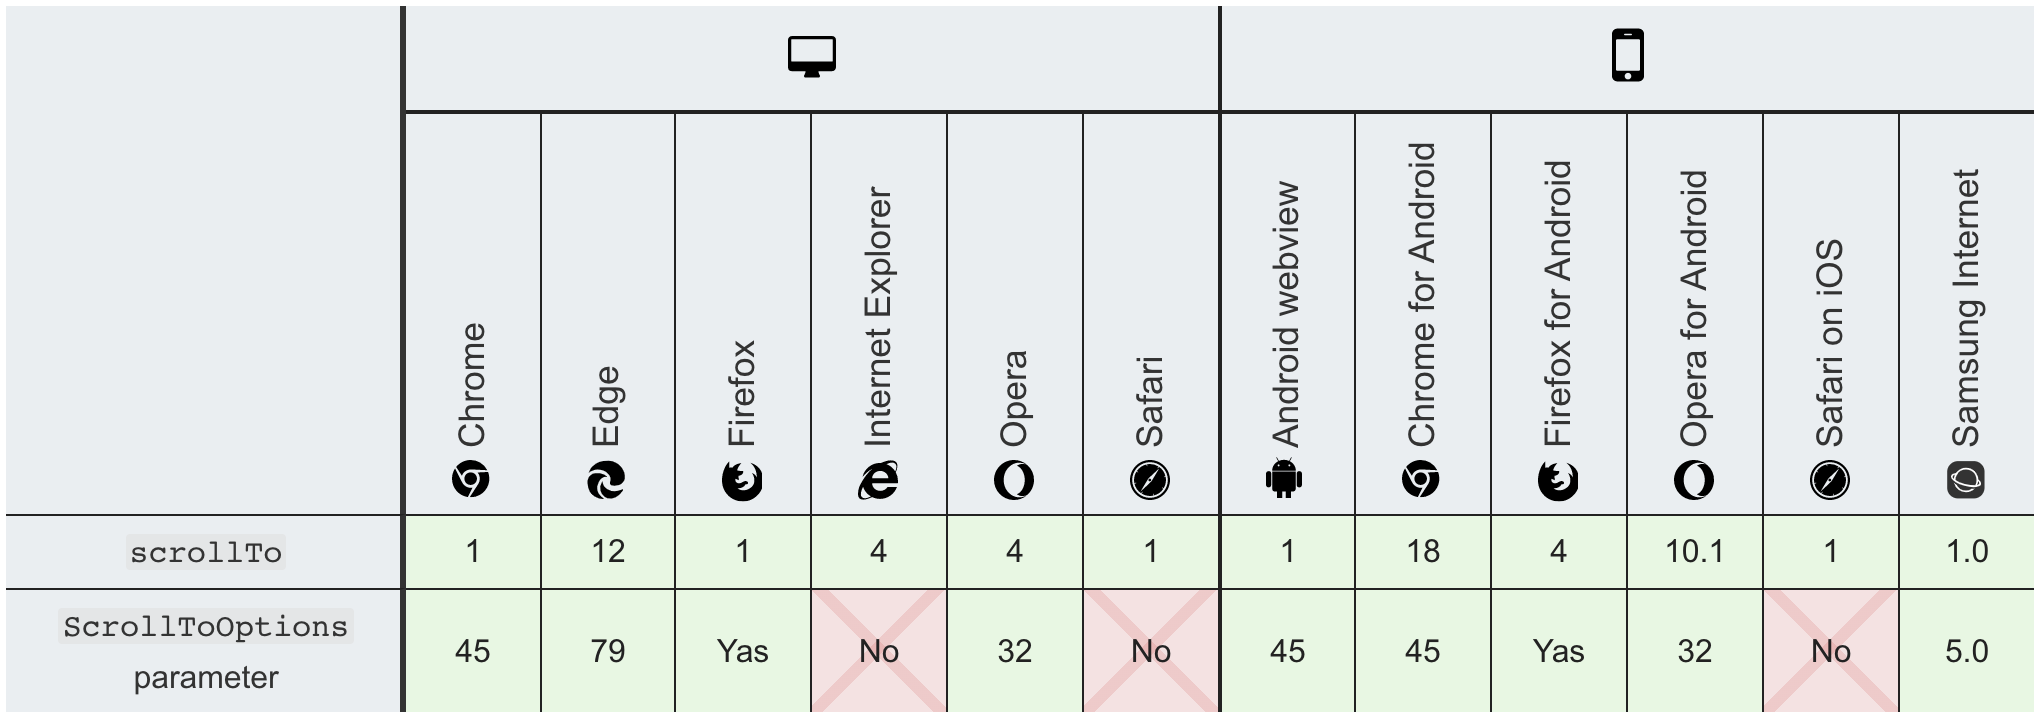 Chrome
Edge
Firefox
Internet Explorer
Opera
Safari
Android webview
Chrome for Android
Firefox for Android
Opera for Android
Safari on iOS
Samsung Internet
scrollTo 1 12 1 4 4 1 1 18 4 10.1 1 1.0
ScrollToOptions
parameter 45 79 Yas No 32 No 45 45 Yas 32 No 5.0